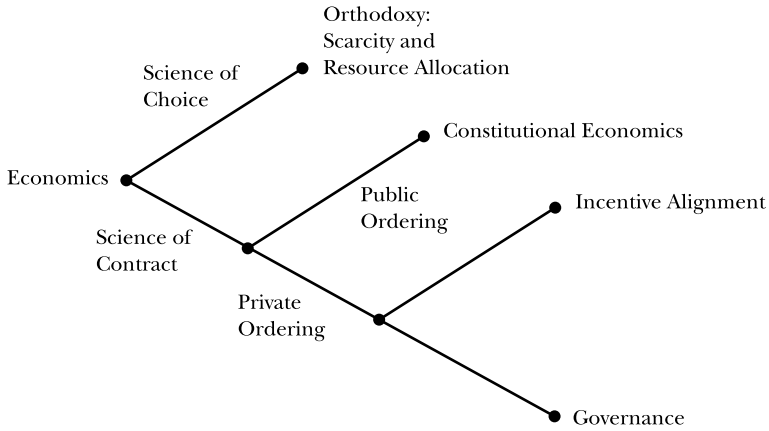 Orthodoxy:
Scarcity and
Resource Allocation
Science of
Choice
Constitutional Economics
Economics
Public
Ordering
Incentive Alignment
Science of
Contract
Private
Ordering
Governance